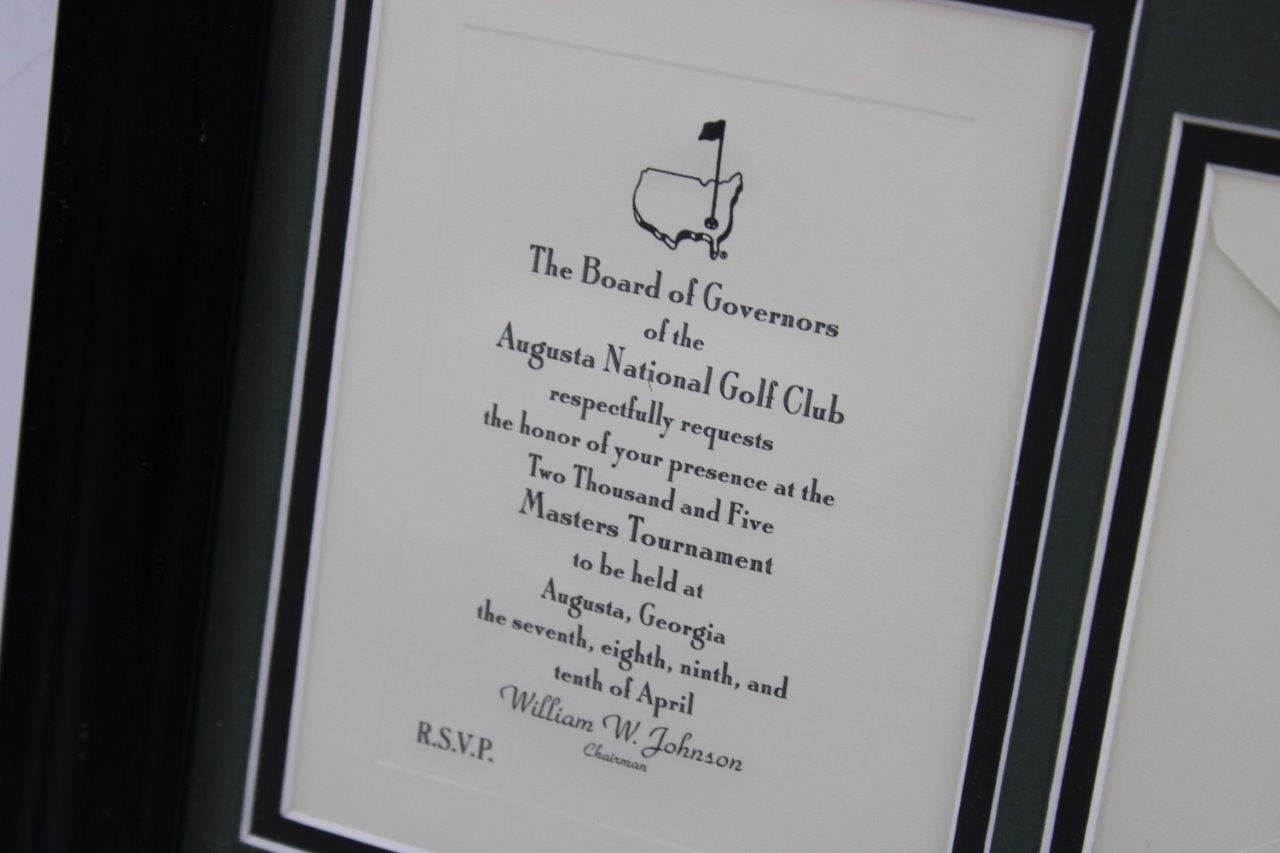 The Board of Governors
of the
Augusta National Golf Club
respectfully requests
the honor of your presence at the
Two Thousand and Five
Masters Tournament
to be held at
Augusta, Georgia
the seventh, eighth, ninth, and
tenth of April
William W. Johnson
Chairman
R.S.V.P.